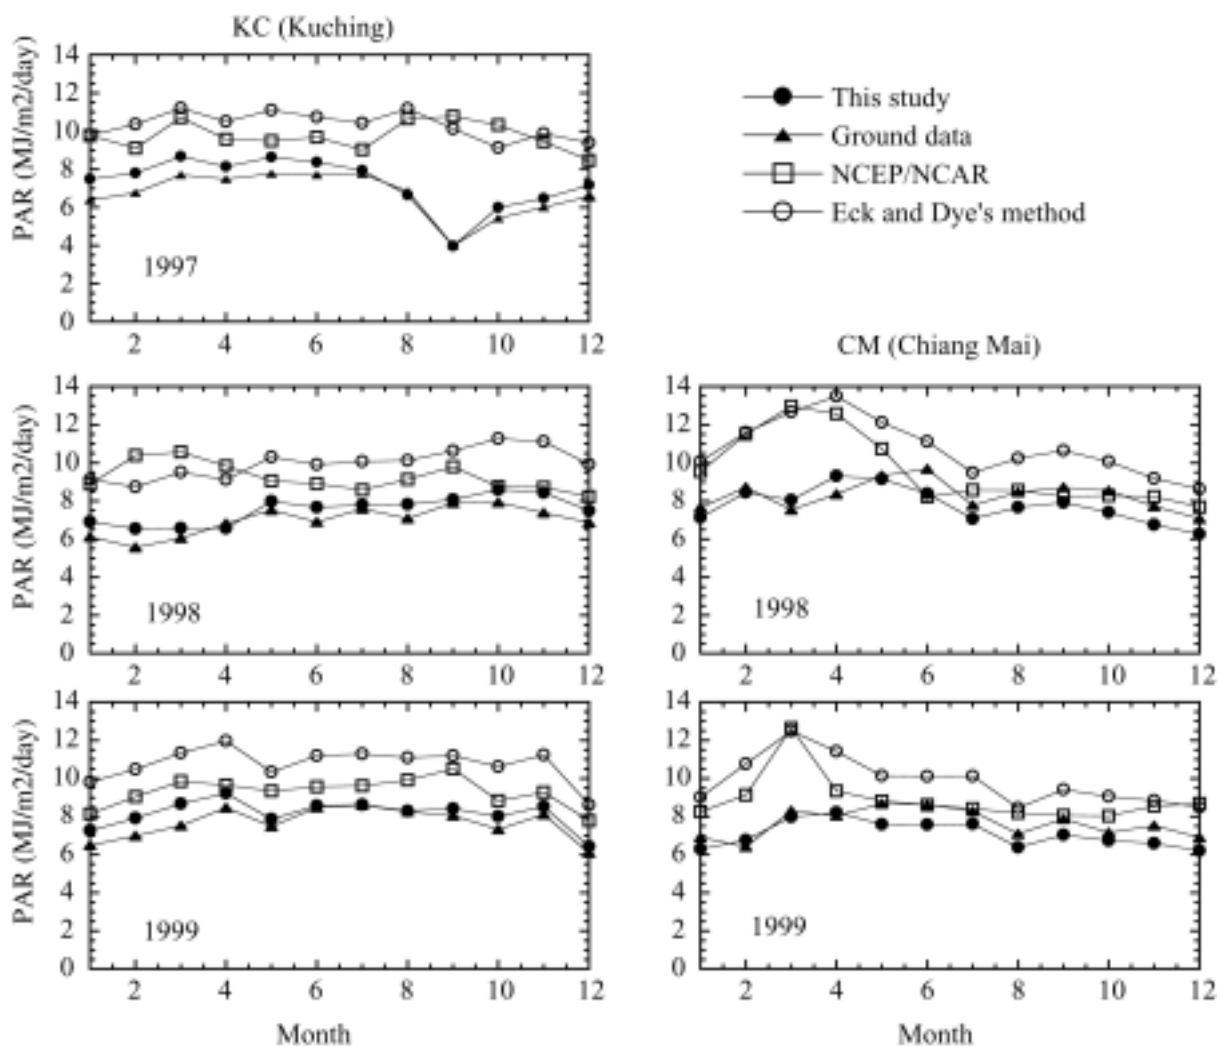 KC (Kuching)
14
12
10
8
6
4
2
0
PAR (MJ/m2/day)
1997
2 4 6 8 10 12
This study
Ground data
NCEP/NCAR
Eck and Dye's method
CM (Chiang Mai)
14
12
10
8
6
4
2
0
PAR (MJ/m2/day)
1998
2 4 6 8 10 12
14
12
10
8
6
4
2
0
1998
2 4 6 8 10 12
14
12
10
8
6
4
2
0
PAR (MJ/m2/day)
1999
2 4 6 8 10 12
Month
14
12
10
8
6
4
2
0
1999
2 4 6 8 10 12
Month